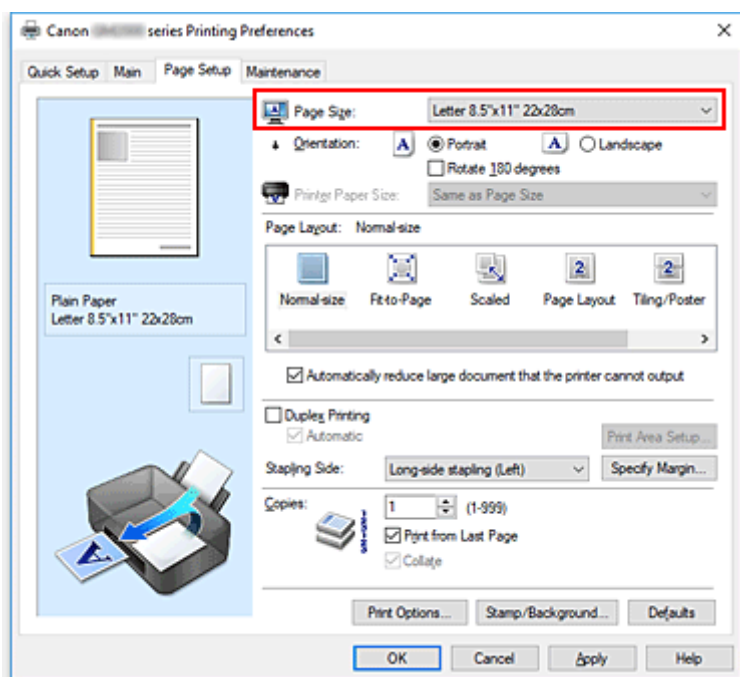 Canon series Printing Preferences
Quick Setup Main Page Setup Maintenance
Page Size: Letter 8.5"x11" 22x28cm
Orientation: A Portrait A Landscape
Rotate 180 degrees
Printer Paper Size: Same as Page Size
Page Layout: Normal-size
2 2
Normal-size Fit-to-Page Scaled Page Layout Tiling/Poster
Plain Paper
Letter 8.5"x11" 22x28cm
Automatically reduce large document that the printer cannot output
Duplex Printing
Automatic Print Area Setup...
Stapling Side: Long-side stapling (Left) Specify Margin...
Copies: 1 (1-999)
Print from Last Page
Collate
A
Print Options... Stamp/Background... Defaults
OK Cancel Apply Help